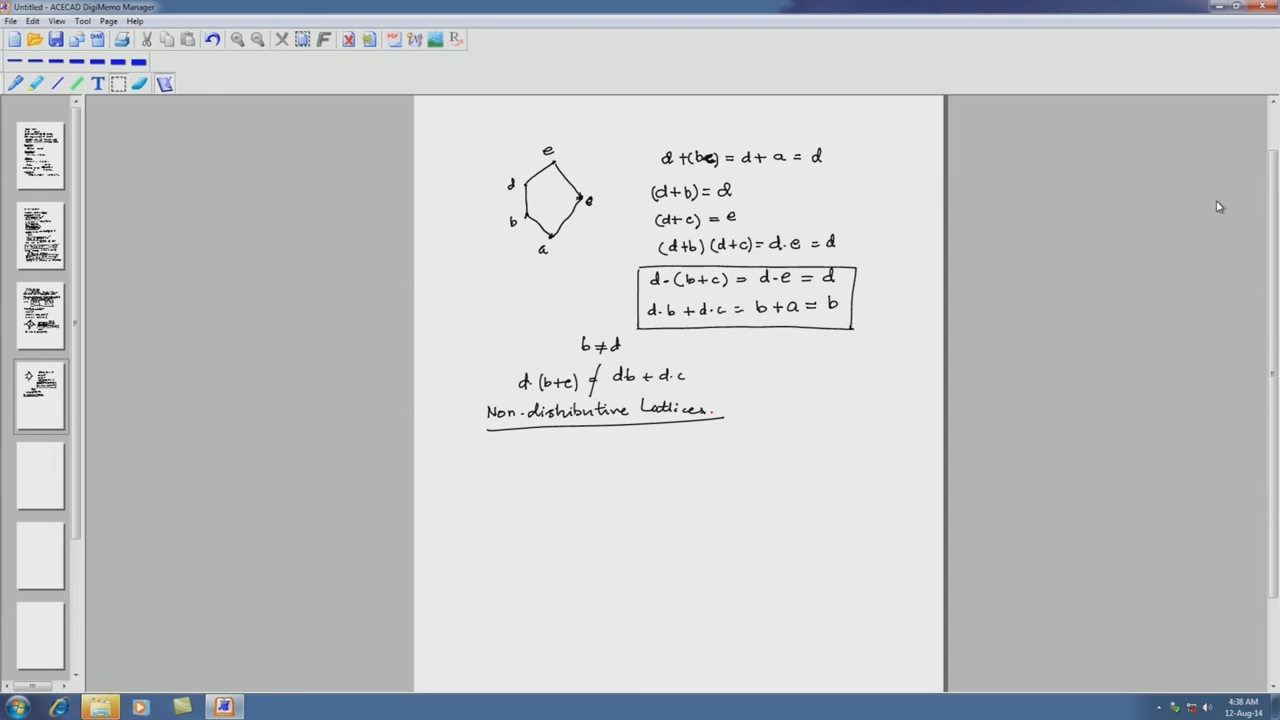 Untitled - ACECAD DigiMemo Manager
File Edit View Tool Page Help
e
d
e
b
a
d + (bc) = d + a = d
(d+b) = d
(d+c) = e
(d+b) (d+c) = d.e = d
d.(b+c) = d.e = d
d.b + d.c = b + a = b
b ≠ d
d.(b+c) ≠ db + d.c
Non-distributive Lattices.
4:38 AM
12-Aug-14